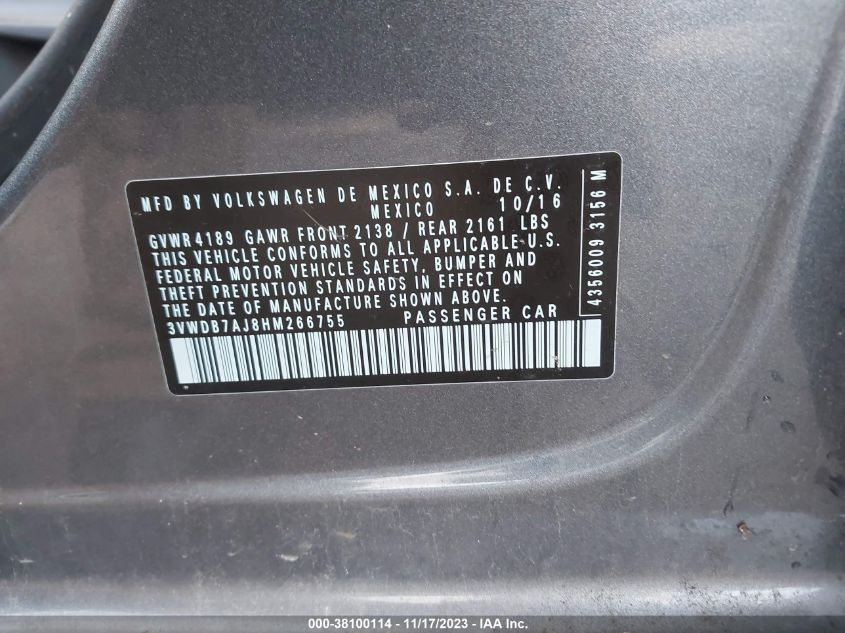 MFD BY VOLKSWAGEN DE MEXICO S.A. DE C.V.
MEXICO 10/16
GVWR 4189 GAWR FRONT 2138 / REAR 2161 LBS
THIS VEHICLE CONFORMS TO ALL APPLICABLE U.S.
FEDERAL MOTOR VEHICLE SAFETY, BUMPER AND
THEFT PREVENTION STANDARDS IN EFFECT ON
THE DATE OF MANUFACTURE SHOWN ABOVE.
3VWDB7AJ8HM266755 PASSENGER CAR
4356009 3156 M
000-38100114 - 11/17/2023 - IAA Inc.